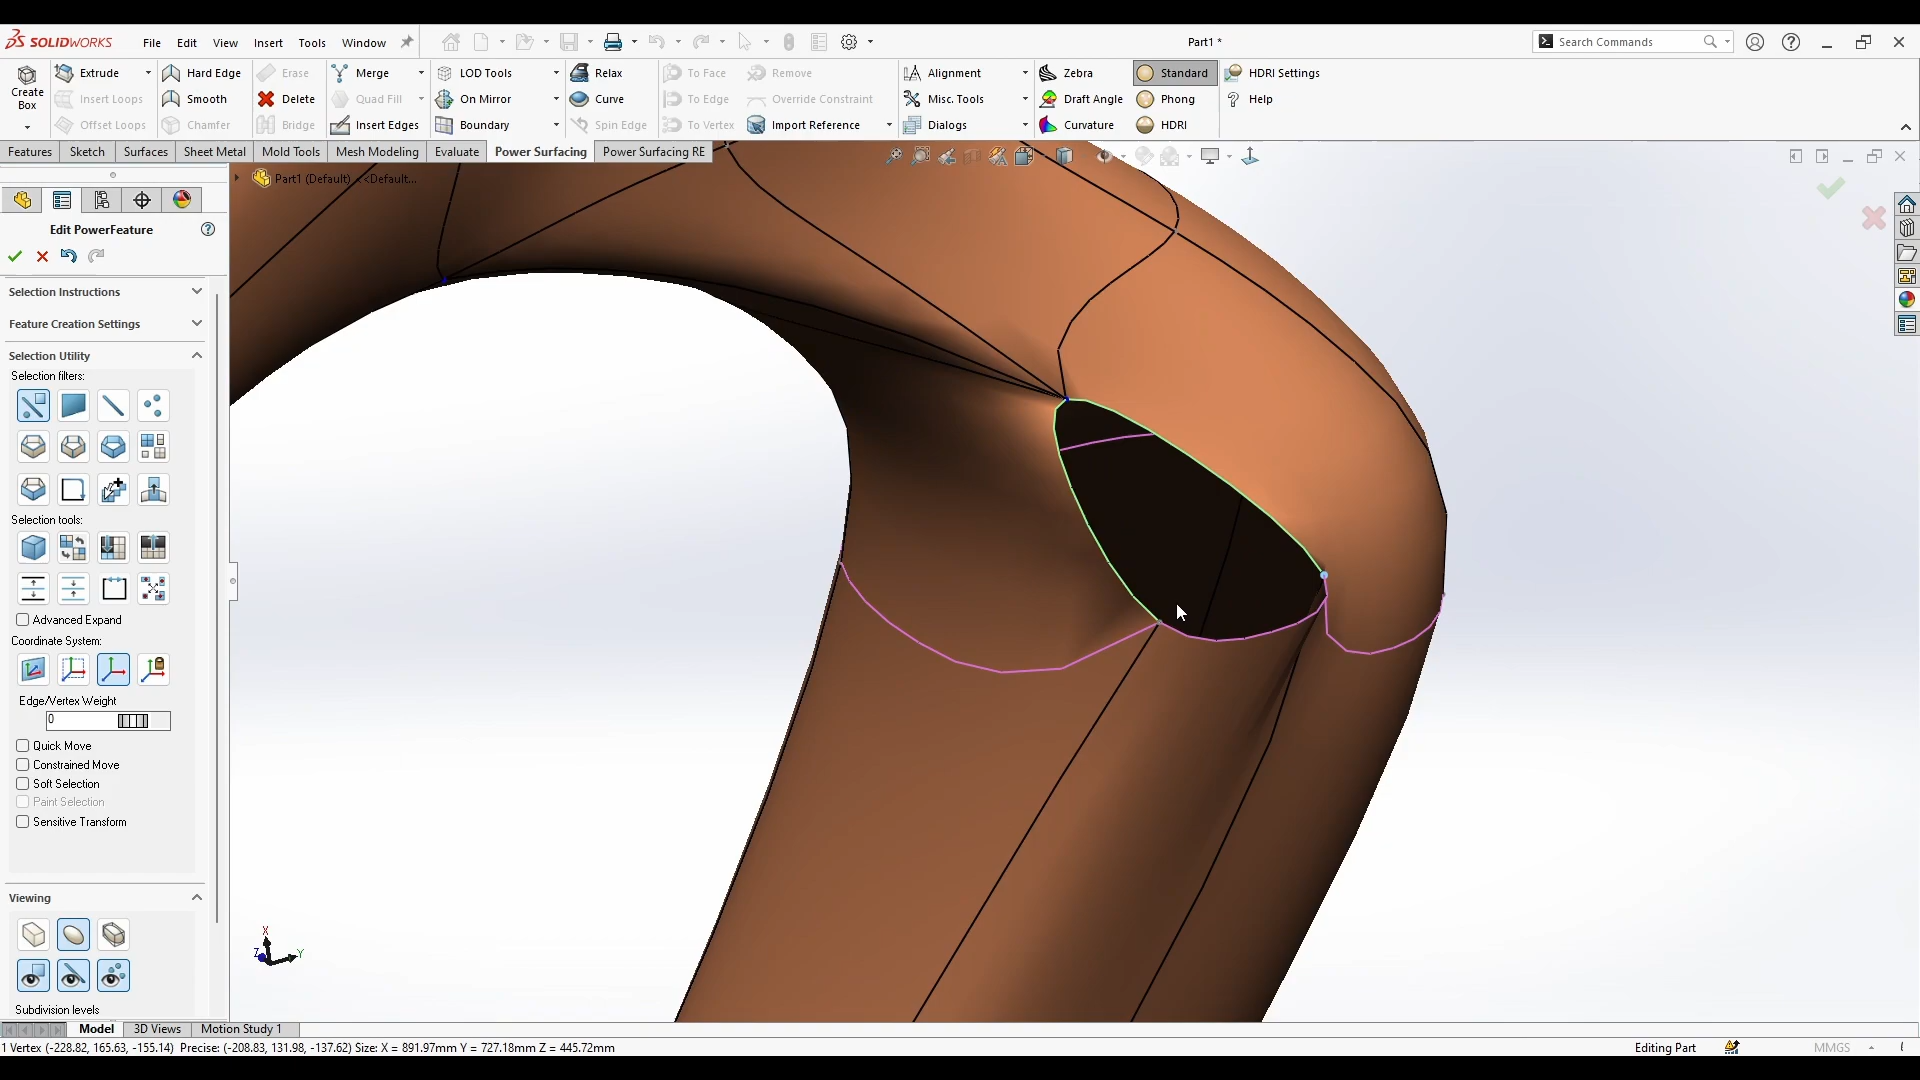 SOLIDWORKS File Edit View Insert Tools Window Part1 * Search Commands
Create Box
Extrude Hard Edge Erase Merge LOD Tools Relax To Face Remove Alignment Zebra Standard HDRI Settings
Insert Loops Smooth Delete Quad Fill On Mirror Curve To Edge Override Constraint Misc. Tools Draft Angle Phong Help
Offset Loops Chamfer Bridge Insert Edges Boundary Spin Edge To Vertex Import Reference Dialogs Curvature HDRI
Features Sketch Surfaces Sheet Metal Mold Tools Mesh Modeling Evaluate Power Surfacing Power Surfacing RE
Part1 (Default) <<Default...
Edit PowerFeature
Selection Instructions
Feature Creation Settings
Selection Utility
Selection filters:
Selection tools:
Advanced Expand
Coordinate System:
Edge/Vertex Weight
0
Quick Move
Constrained Move
Soft Selection
Paint Selection
Sensitive Transform
Viewing
Subdivision levels
X
Z Y
Model 3D Views Motion Study 1
1 Vertex (-228.82, 165.63, -155.14) Precise: (-208.83, 131.98, -137.62) Size: X = 891.97mm Y = 727.18mm Z = 445.72mm Editing Part MMGS